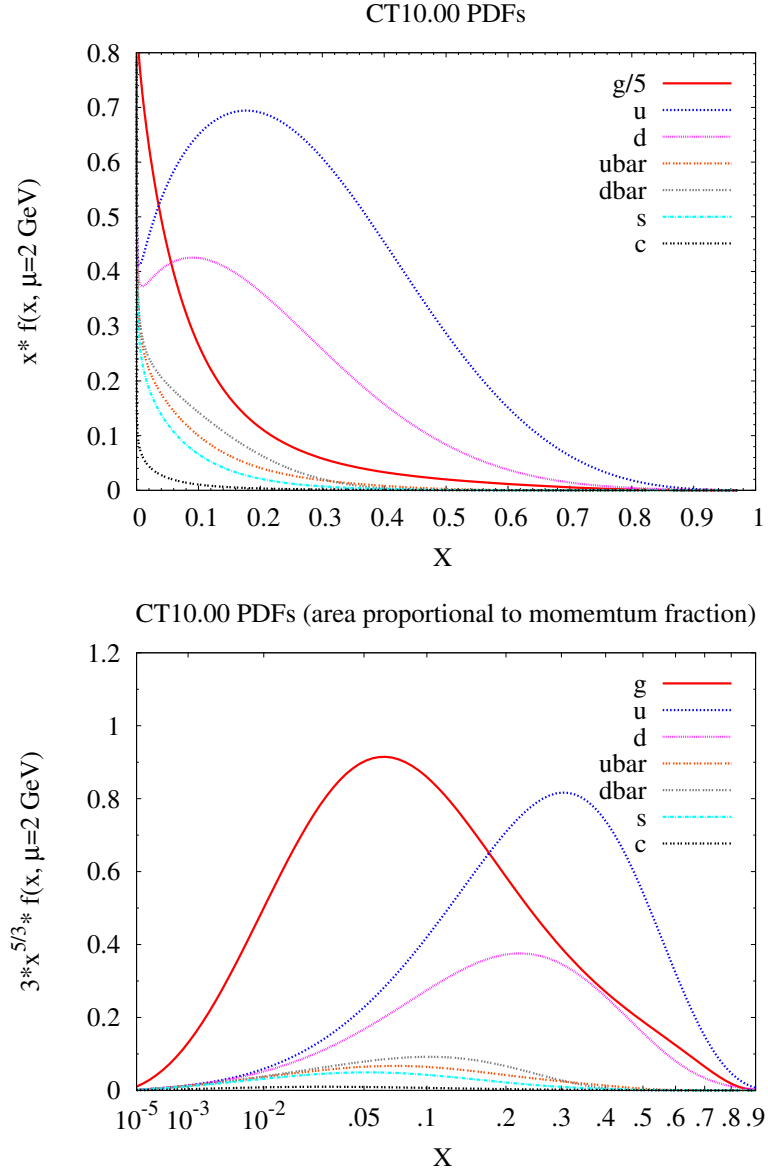 CT10.00 PDFs
x* f(x, μ=2 GeV)
0.8
0.7
0.6
0.5
0.4
0.3
0.2
0.1
0
g/5
u
d
ubar
dbar
s
c
0 0.1 0.2 0.3 0.4 0.5 0.6 0.7 0.8 0.9 1
X
CT10.00 PDFs (area proportional to momemtum fraction)
3*x^5/3* f(x, μ=2 GeV)
1.2
1
0.8
0.6
0.4
0.2
0
g
u
d
ubar
dbar
s
c
10^-5 10^-3 10^-2 .05 .1 .2 .3 .4 .5 .6 .7 .8 .9
X